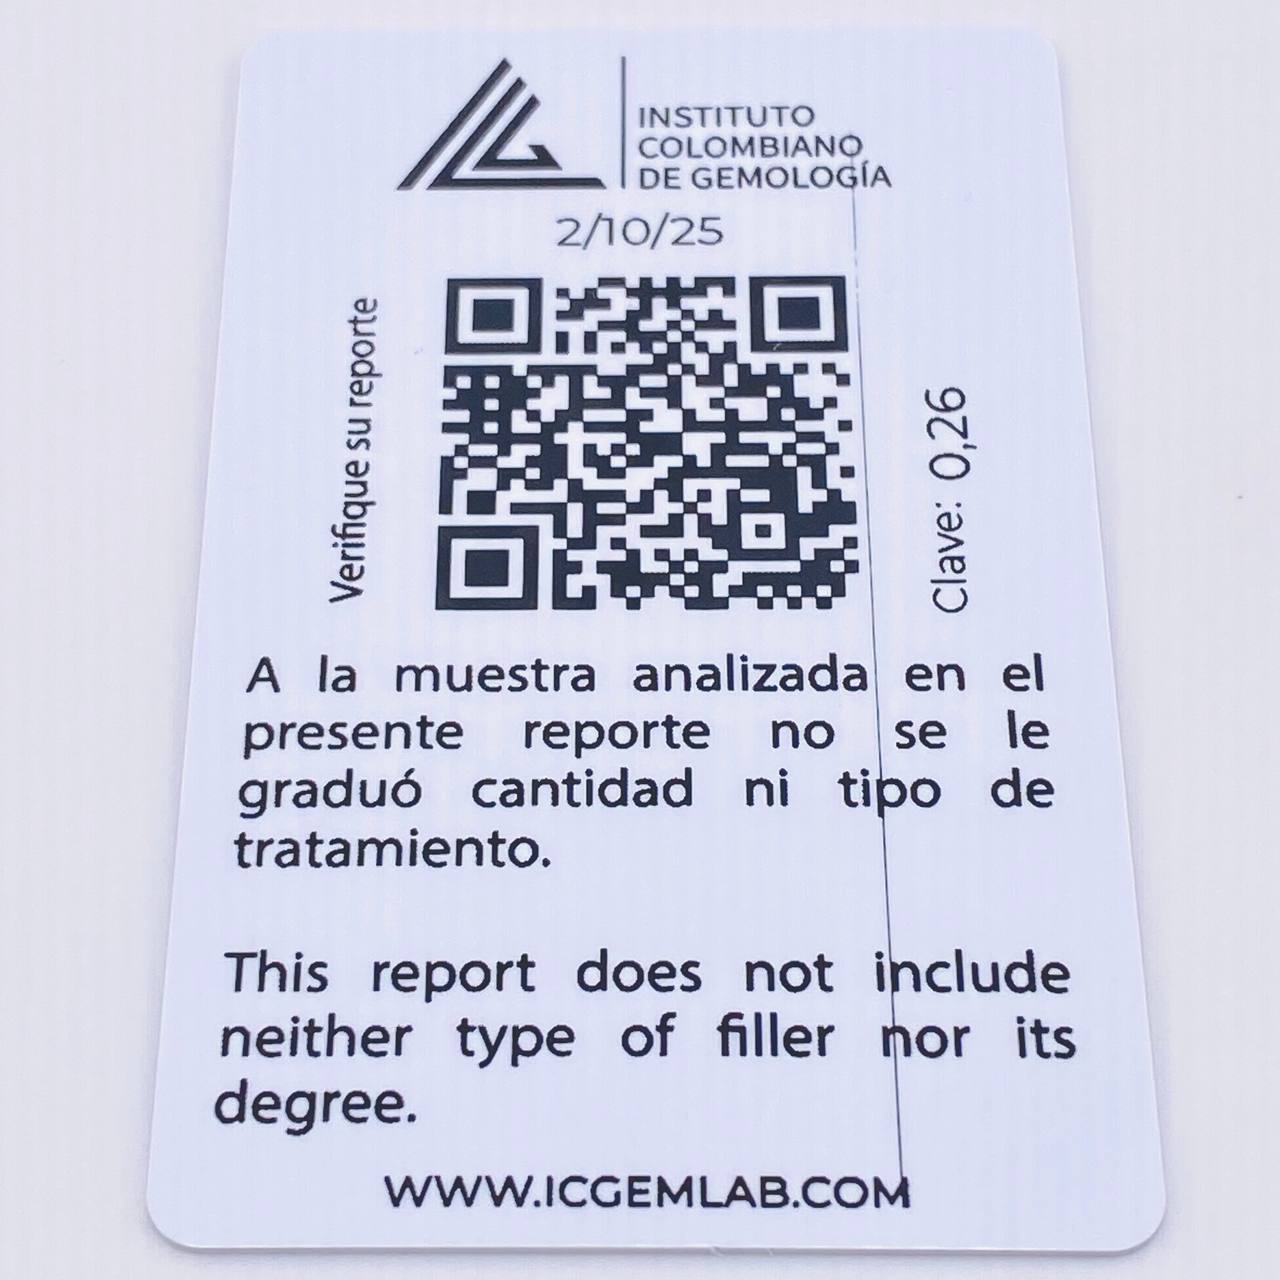 INSTITUTO
COLOMBIANO
DE GEMOLOGÍA
2/10/25
Verifique su reporte
Clave: 0,26
A la muestra analizada en el
presente reporte no se le
graduó cantidad ni tipo de
tratamiento.
This report does not include
neither type of filler nor its
degree.
WWW.ICGEMLAB.COM